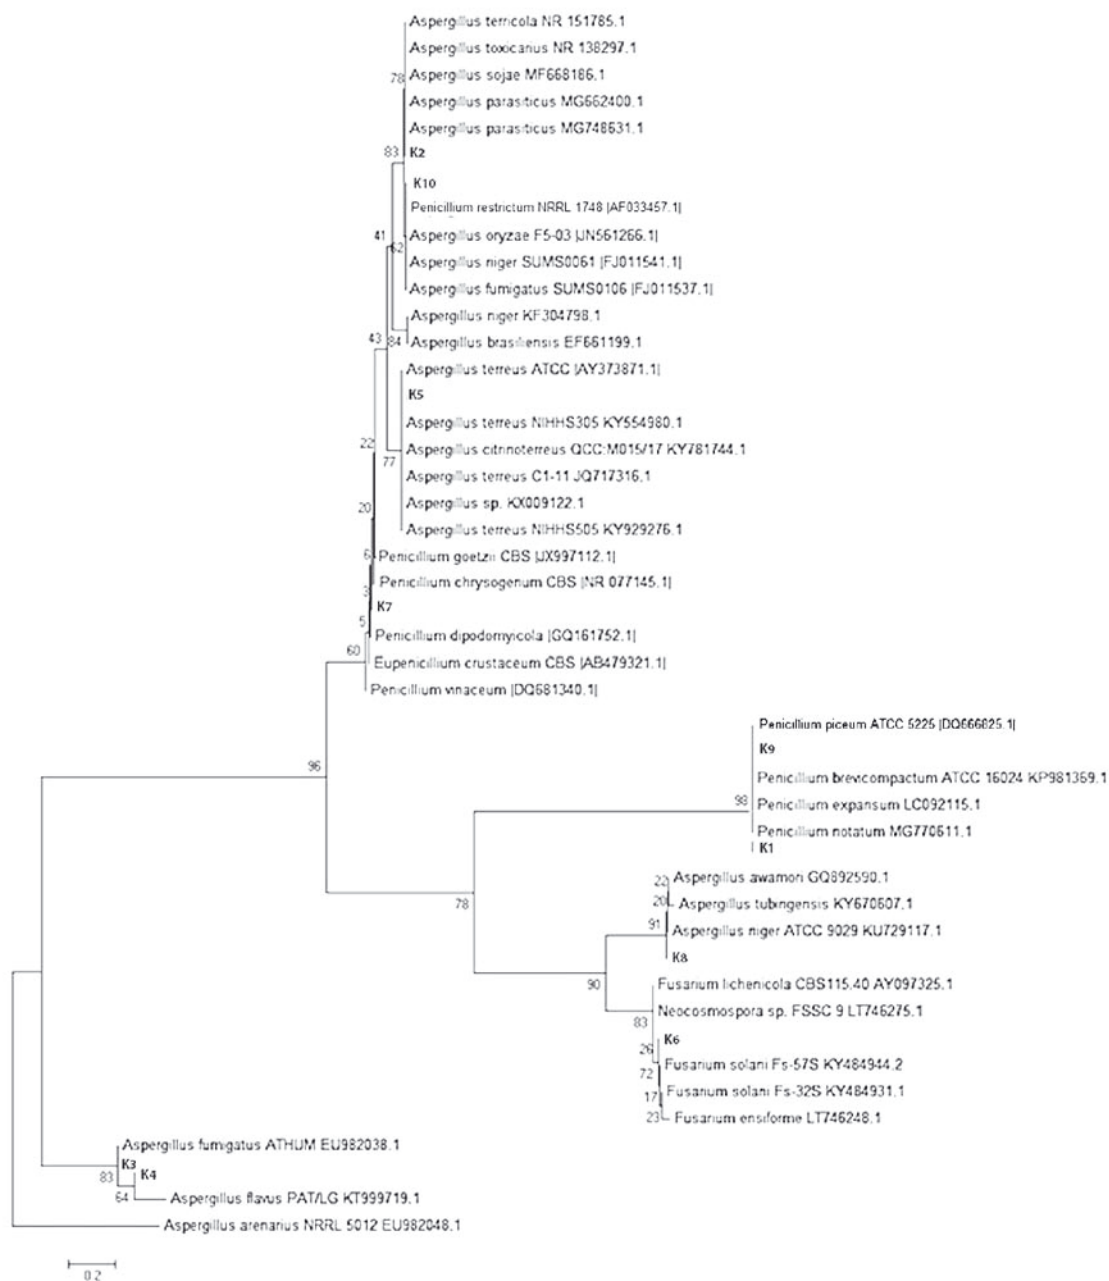 Aspergillus terricola NR 151785.1
Aspergillus toxicarius NR 138297.1
78
Aspergillus sojae MF668186.1
Aspergillus parasiticus MG662400.1
Aspergillus parasiticus MG748631.1
83
K2
K10
Penicillium restrictum NRRL 1748 |AF033457.1|
41
62
Aspergillus oryzae F5-03 |JN561266.1|
Aspergillus niger SUMS0061 |FJ011541.1|
Aspergillus fumigatus SUMS0106 |FJ011537.1|
Aspergillus niger KF304798.1
43
84
Aspergillus brasiliensis EF661199.1
Aspergillus terreus ATCC |AY373871.1|
K5
Aspergillus terreus NIHHS305 KY554980.1
22
Aspergillus citrinoterreus QCC:M015/17 KY781744.1
77
Aspergillus terreus C1-11 JQ717316.1
20
Aspergillus sp. KX009122.1
Aspergillus terreus NIHHS505 KY929276.1
6
Penicillium goetzii CBS |JX997112.1|
3
Penicillium chrysogenum CBS |NR 077145.1|
K7
5
Penicillium dipodomyicola |GQ161752.1|
60
Eupenicillium crustaceum CBS |AB479321.1|
Penicillium vinaceum |DQ681340.1|
Penicillium piceum ATCC 5225 |DQ666825.1|
K9
96
Penicillium brevicompactum ATCC 16024 KP981369.1
98
Penicillium expansum LC092115.1
Penicillium notatum MG770611.1
K1
22
Aspergillus awamori GQ892590.1
78
20
Aspergillus tubingensis KY670607.1
91
Aspergillus niger ATCC 9029 KU729117.1
K8
90
Fusarium lichenicola CBS115.40 AY097325.1
Neocosmospora sp. FSSC 9 LT746275.1
83
K6
26
Fusarium solani Fs-57S KY484944.2
72
Fusarium solani Fs-32S KY484931.1
17
23
Fusarium ensiforme LT746248.1
Aspergillus fumigatus ATHUM EU982038.1
K3
83
K4
64
Aspergillus flavus PAT/LG KT999719.1
Aspergillus arenarius NRRL 5012 EU982048.1
0.2